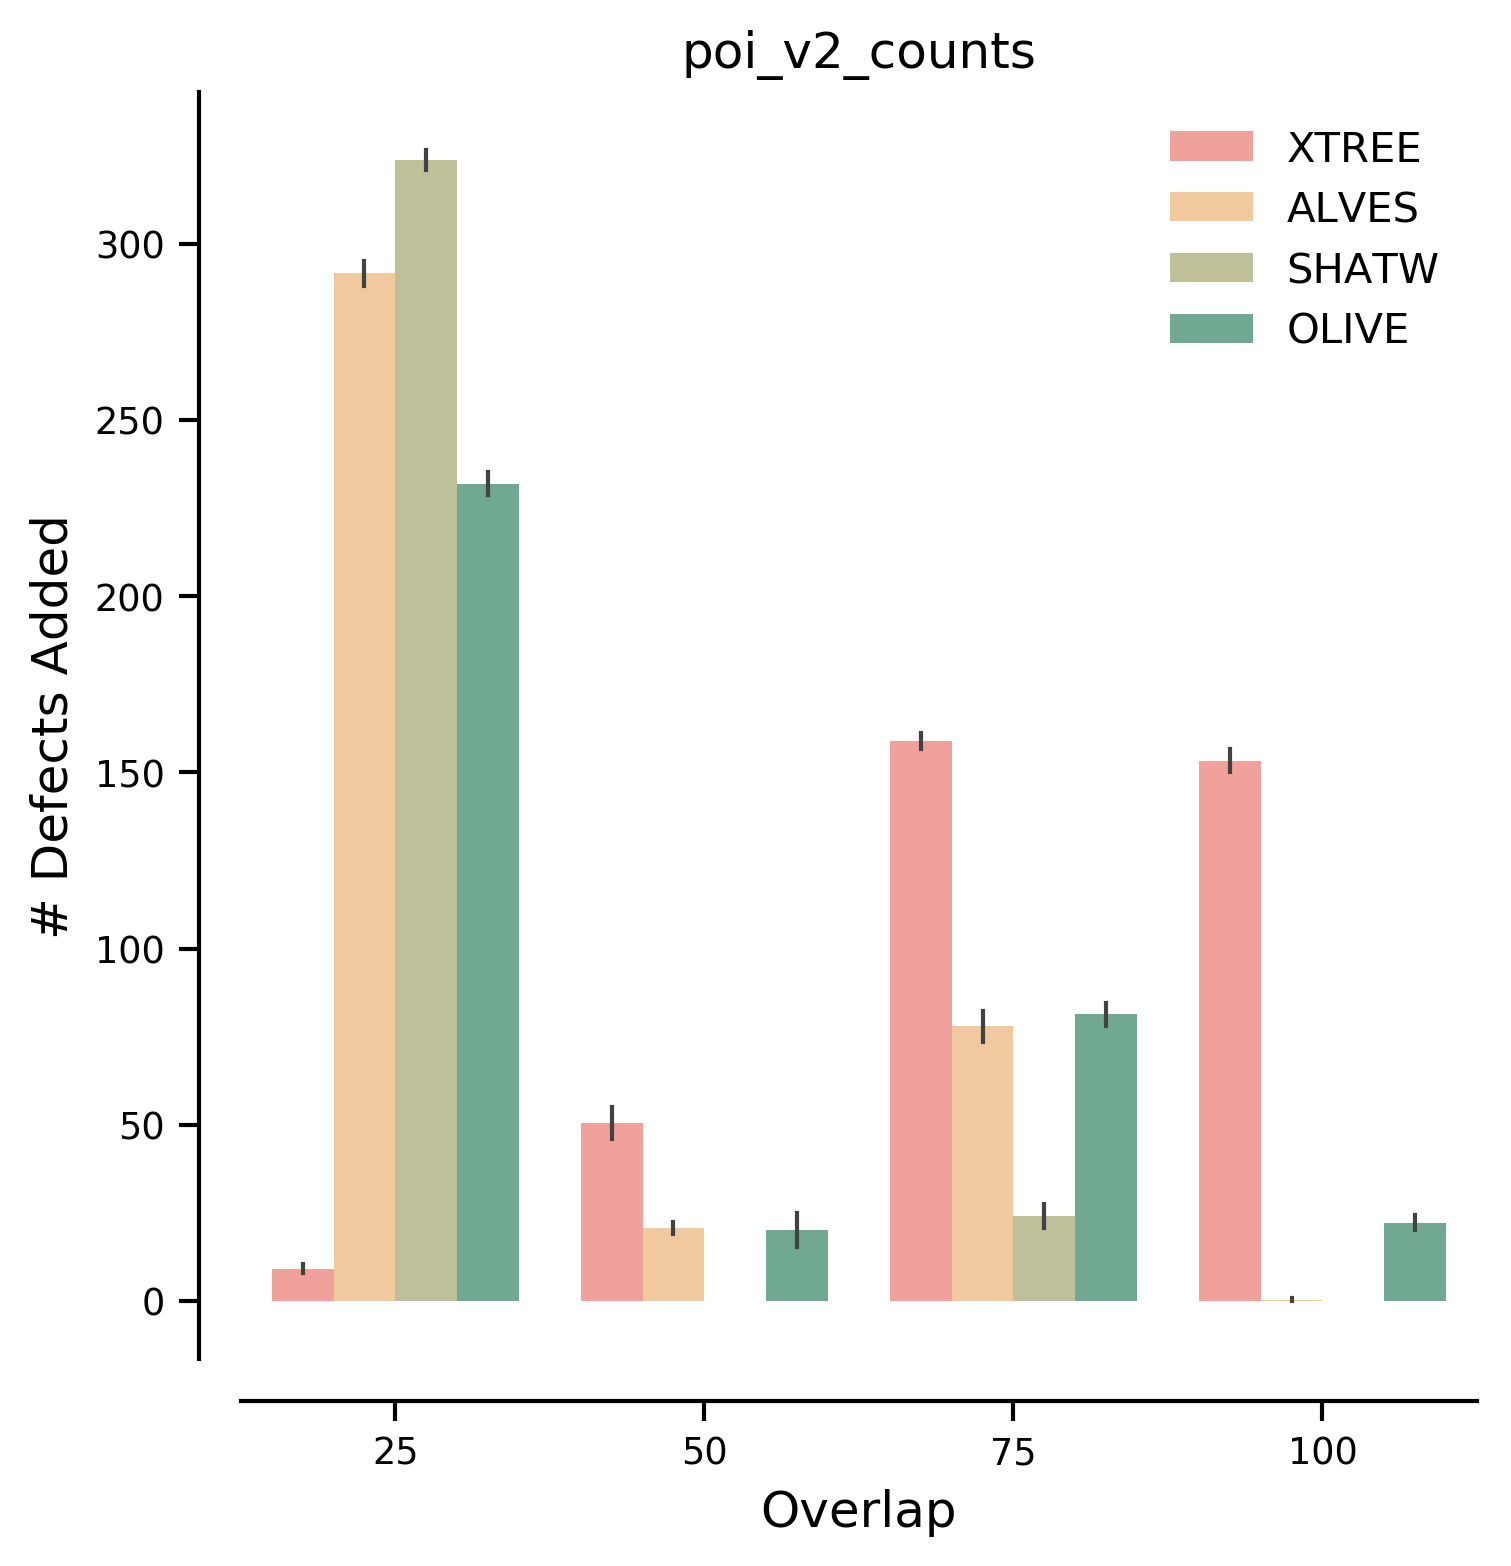 poi_v2_counts
XTREE
ALVES
SHATW
OLIVE
# Defects Added
300
250
200
150
100
50
0
25 50 75 100
Overlap